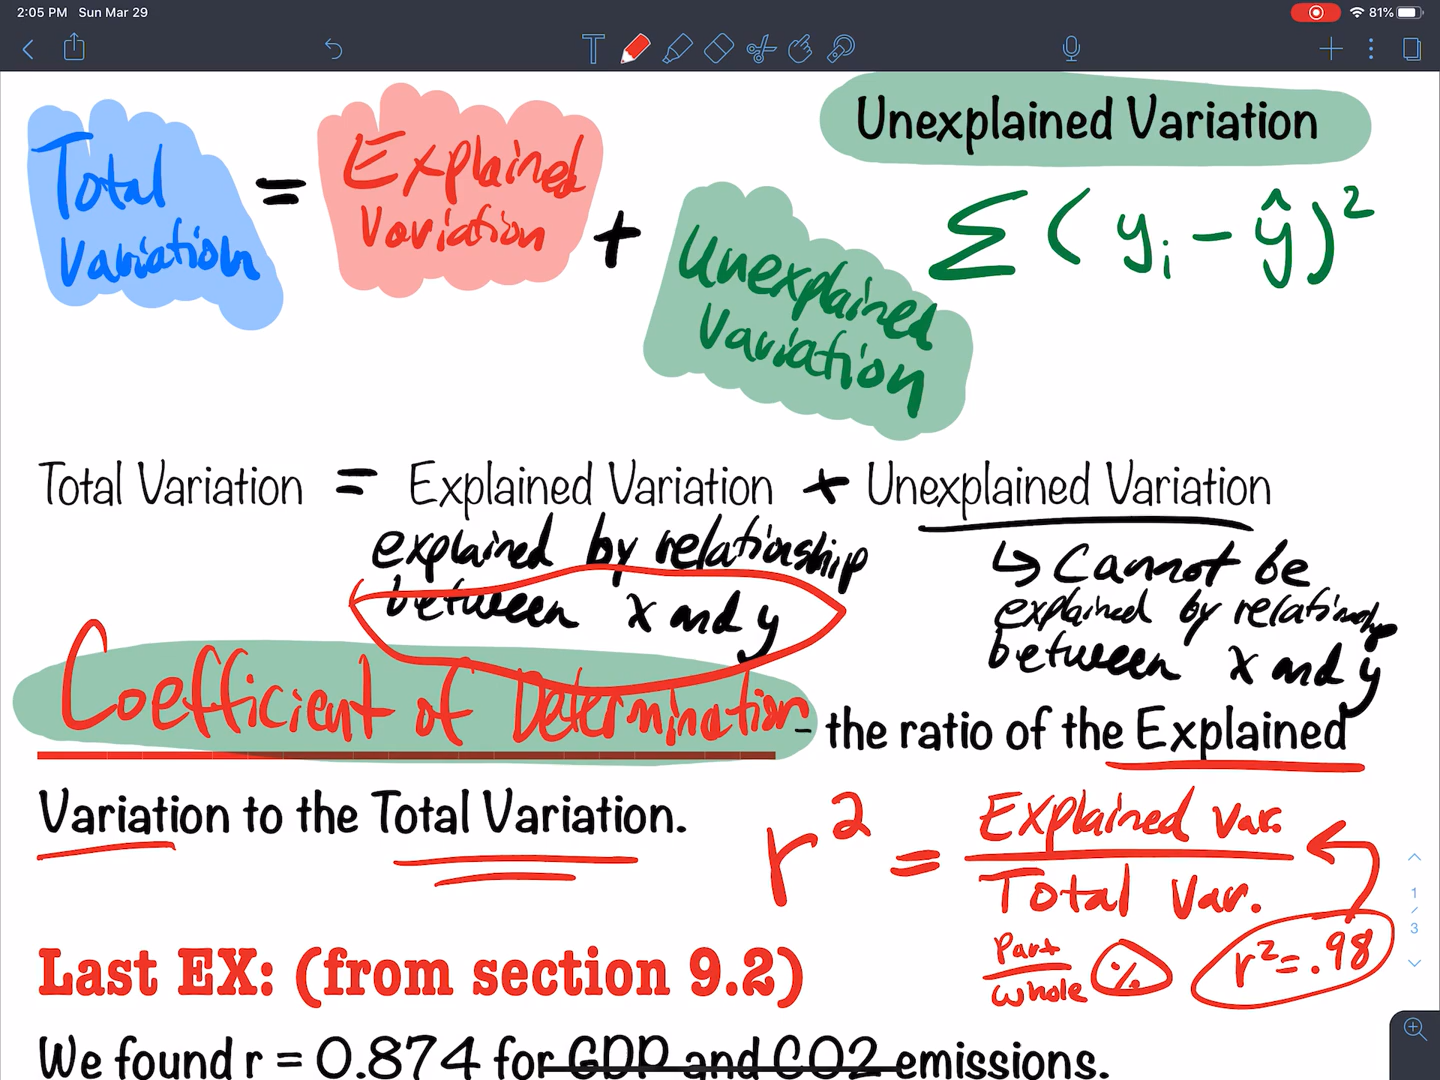 2:05 PM Sun Mar 29
81%
Unexplained Variation
Total Variation = Explained Variation + Unexplained Variation
Σ(yᵢ - ŷ)²
Total Variation = Explained Variation + Unexplained Variation
explained by relationship
between x and y
↳ Cannot be
explained by relationship
between x and y
Coefficient of Determination - the ratio of the Explained
Variation to the Total Variation.
r² = Explained Var. / Total Var.
Part / Whole %
r² = .98
1 / 3
Last EX: (from section 9.2)
We found r = 0.874 for GDP and CO2 emissions.